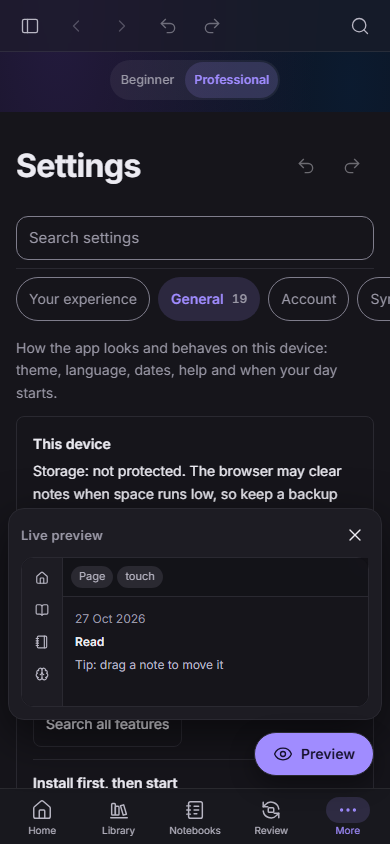 Beginner
Professional
Settings
Search settings
Your experience
General 19
Account
How the app looks and behaves on this device:
theme, language, dates, help and when your day
starts.
This device
Storage: not protected. The browser may clear
notes when space runs low, so keep a backup
Live preview
Page
touch
27 Oct 2026
Read
Tip: drag a note to move it
Search all features
Preview
Install first, then start
Home
Library
Notebooks
Review
More